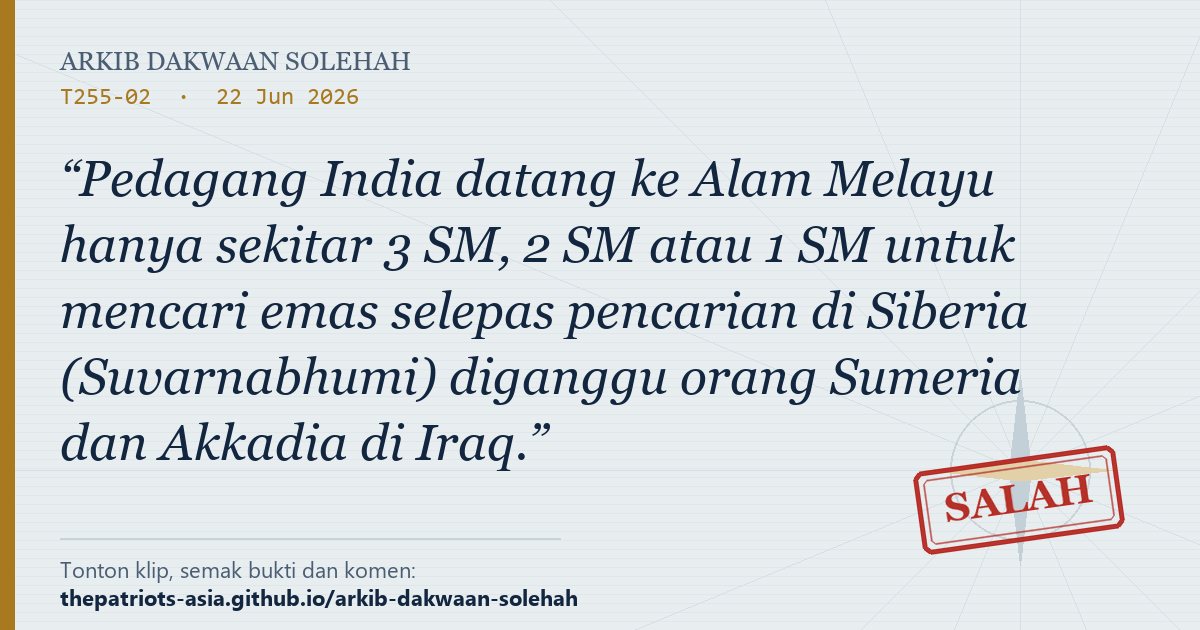 ARKIB DAKWAAN SOLEHAH
T255-02 · 22 Jun 2026
“Pedagang India datang ke Alam Melayu
hanya sekitar 3 SM, 2 SM atau 1 SM untuk
mencari emas selepas pencarian di Siberia
(Suvarnabhumi) diganggu orang Sumeria
dan Akkadia di Iraq.”
SALAH
Tonton klip, semak bukti dan komen:
thepatriots-asia.github.io/arkib-dakwaan-solehah